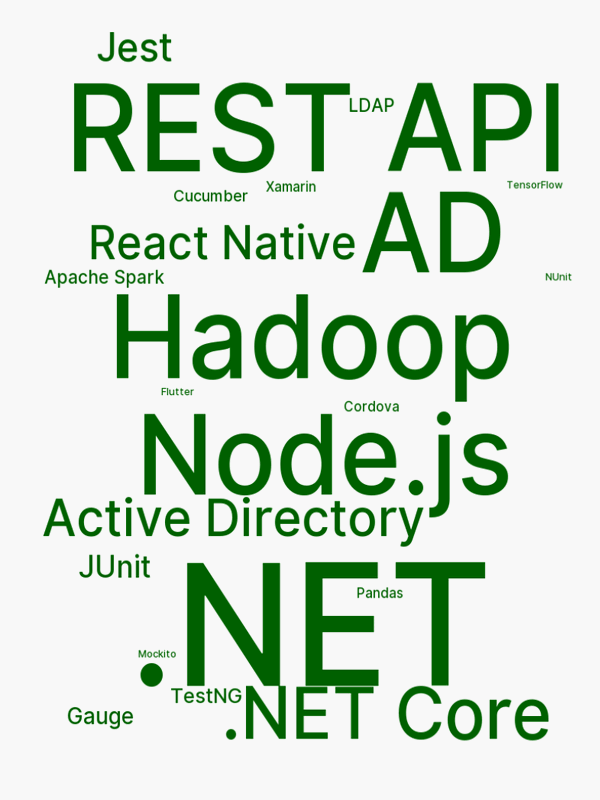 Jest
REST API
LDAP
TensorFlow
Xamarin
Cucumber
AD
React Native
Apache Spark
NUnit
Hadoop
Flutter
Cordova
Node.js
Active Directory
JUnit
.NET
Pandas
Mockito
TestNG
.NET Core
Gauge